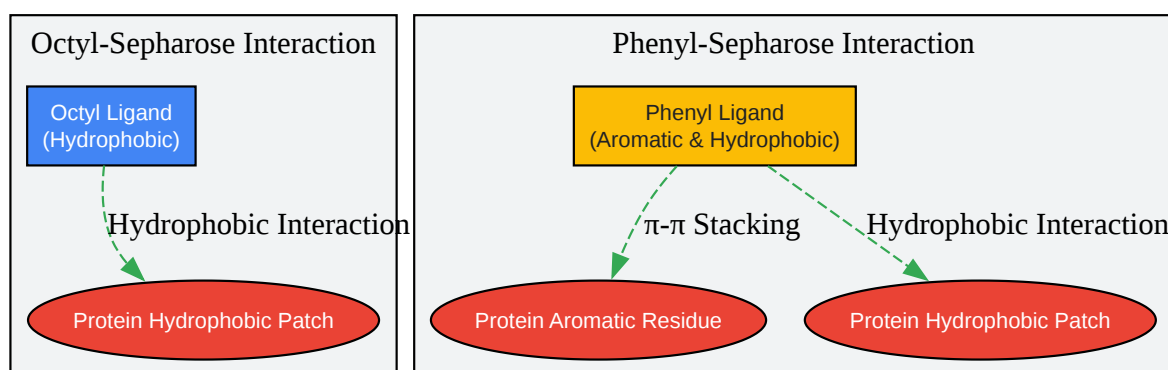 Octyl-Sepharose Interaction
Octyl Ligand
(Hydrophobic)
Hydrophobic Interaction
Protein Hydrophobic Patch
Phenyl-Sepharose Interaction
Phenyl Ligand
(Aromatic & Hydrophobic)
π-π Stacking
Hydrophobic Interaction
Protein Aromatic Residue
Protein Hydrophobic Patch